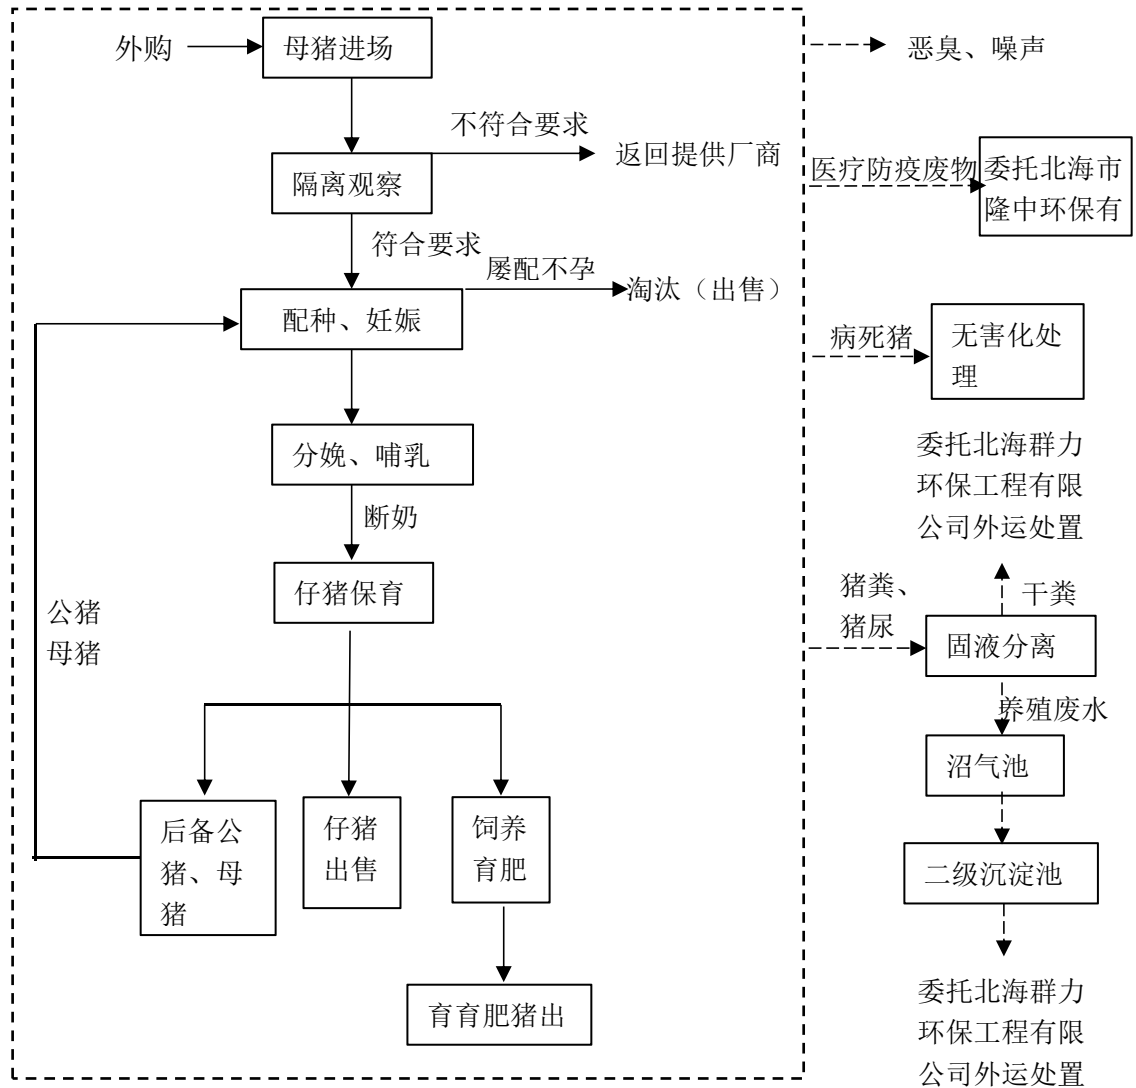 外购
母猪进场
恶臭、噪声
不符合要求
返回提供厂商
隔离观察
医疗防疫废物
委托北海市
隆中环保有
符合要求
屡配不孕
淘汰（出售）
配种、妊娠
病死猪
无害化处
理
分娩、哺乳
断奶
委托北海群力
环保工程有限
公司外运处置
仔猪保育
公猪
母猪
猪粪、
猪尿
干粪
固液分离
养殖废水
沼气池
后备公
猪、母
猪
仔猪
出售
饲养
育肥
二级沉淀池
育育肥猪出
委托北海群力
环保工程有限
公司外运处置